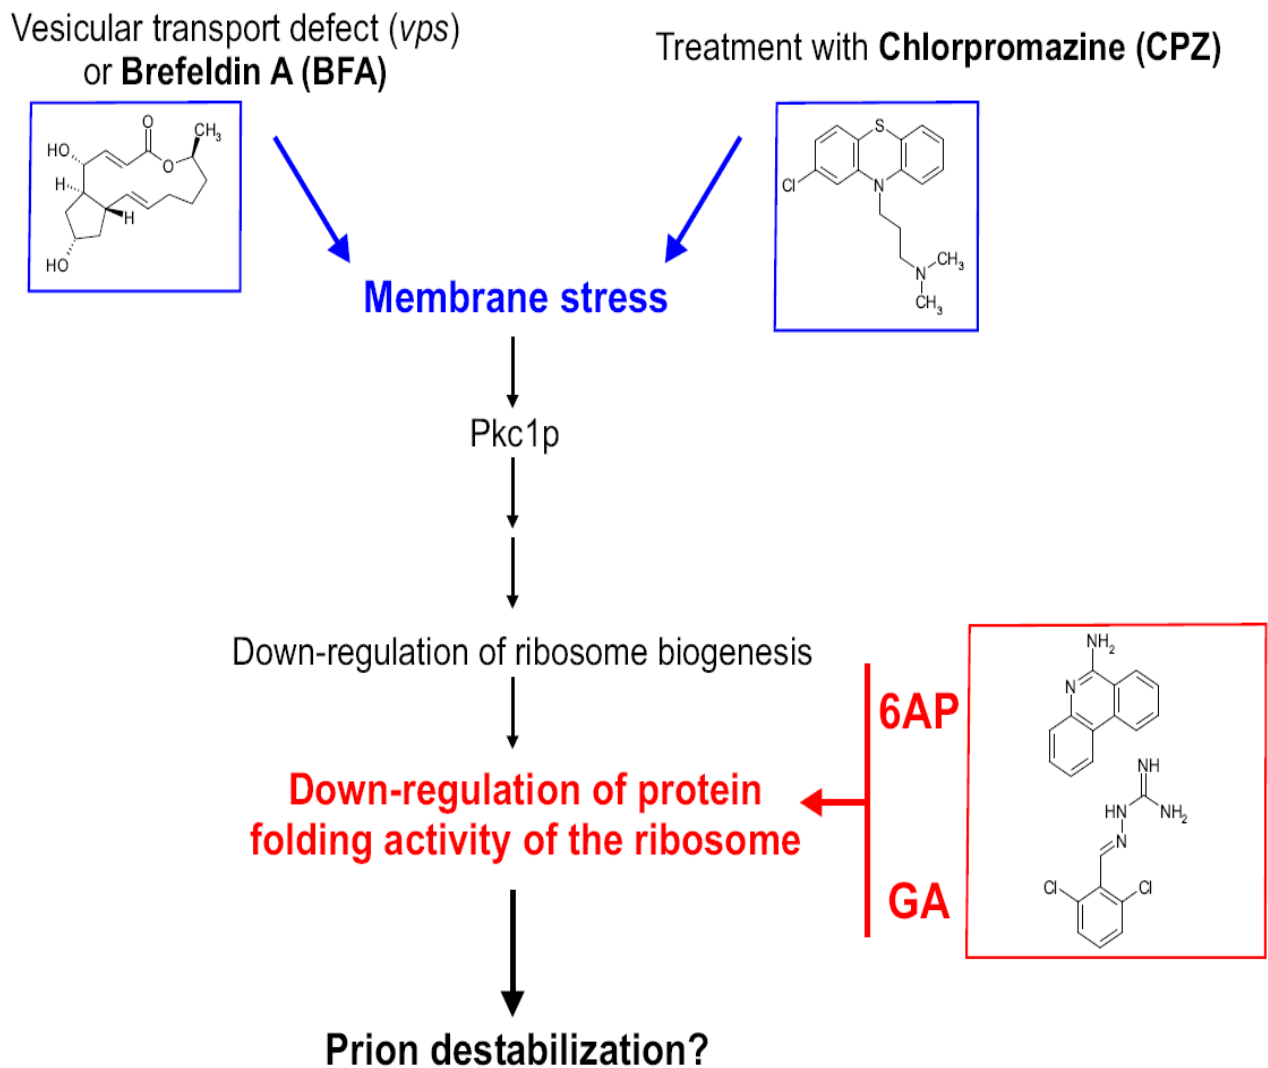 Vesicular transport defect (vps)
or Brefeldin A (BFA)
Treatment with Chlorpromazine (CPZ)
O
CH3
HO
O
H
H
HO
S
Cl
N
CH3
N
CH3
Membrane stress
Pkc1p
Down-regulation of ribosome biogenesis
NH2
N
6AP
NH
HN
NH2
N
Down-regulation of protein
folding activity of the ribosome
Cl
Cl
GA
Prion destabilization?